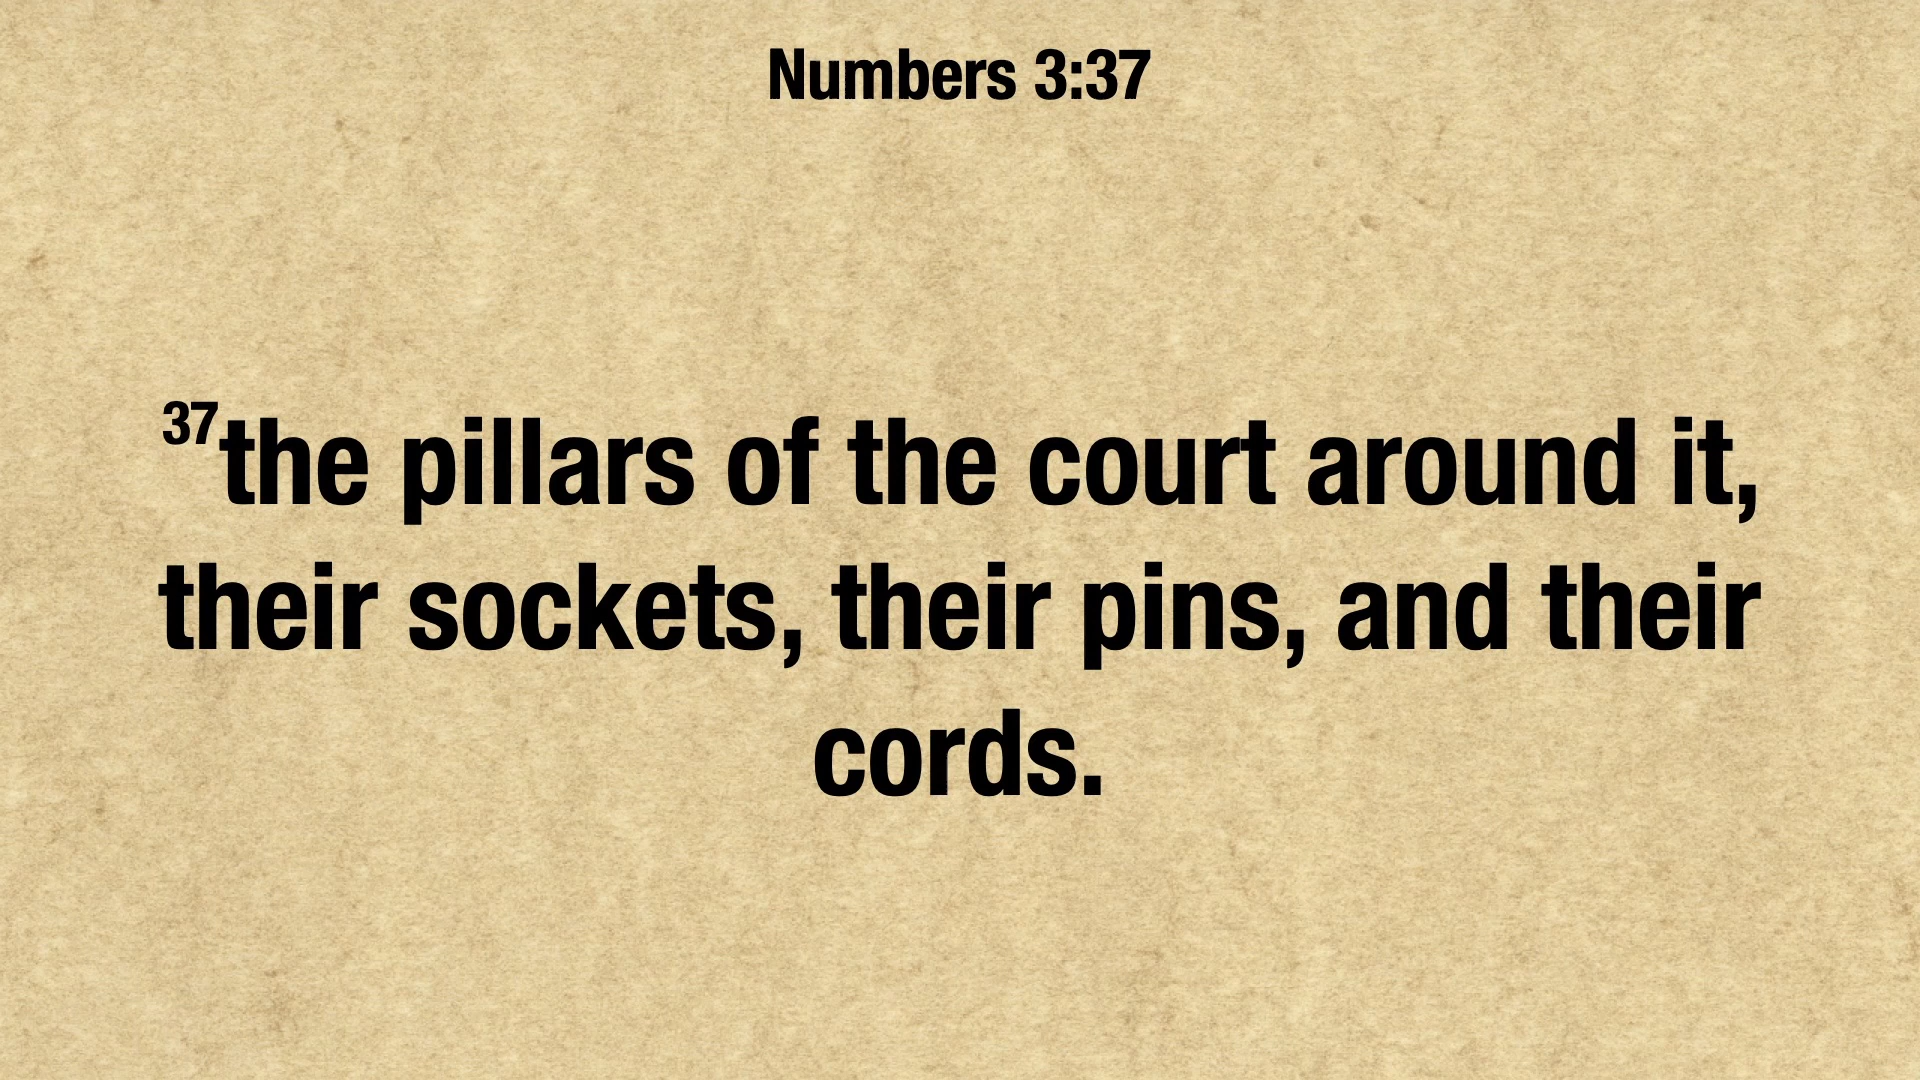 Numbers 3:37
37the pillars of the court around it,
their sockets, their pins, and their
cords.